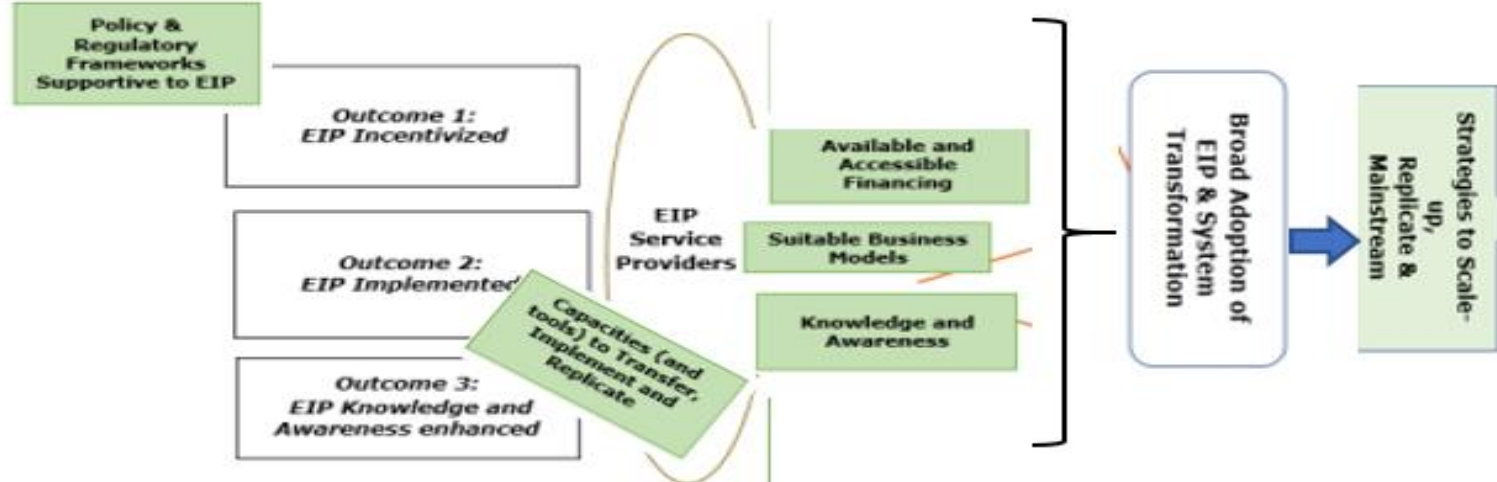 Policy &
Regulatory
Frameworks
Supportive to EIP
Outcome 1:
EIP Incentivized
Outcome 2:
EIP Implemented
Outcome 3:
EIP Knowledge and
Awareness enhanced
Capacities (and
tools) to Transfer,
Implement and
Replicate
EIP
Service
Providers
Available and
Accessible
Financing
Suitable Business
Models
Knowledge and
Awareness
Broad Adoption of
EIP & System
Transformation
Strategies to Scale-
up,
Replicate &
Mainstream